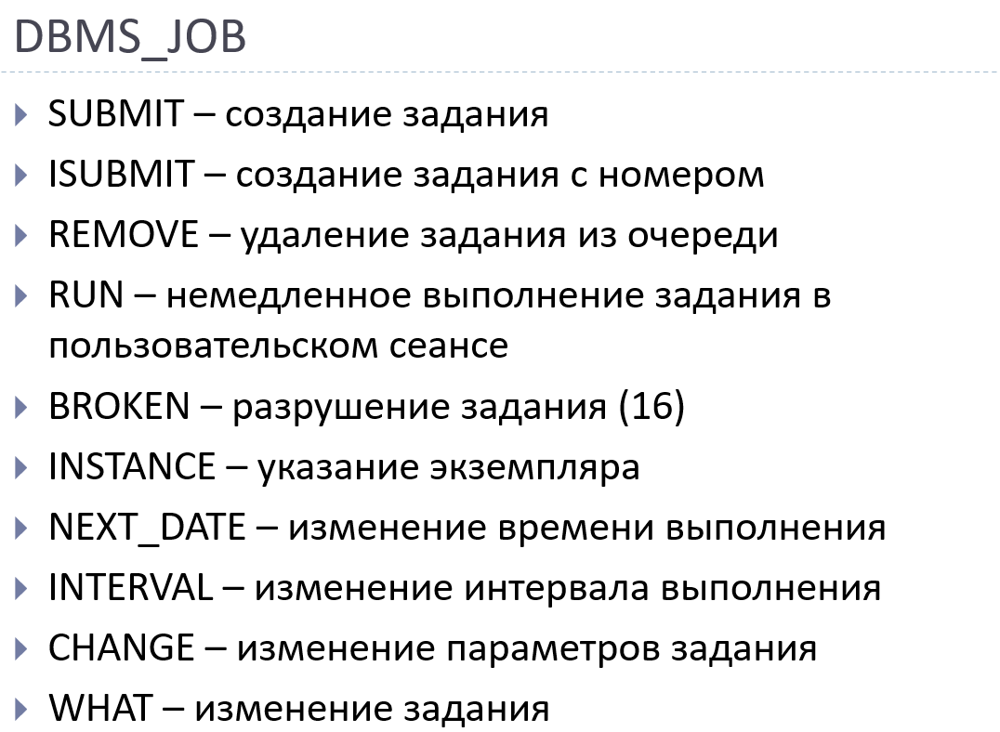 DBMS_JOB
SUBMIT – создание задания
ISUBMIT – создание задания с номером
REMOVE – удаление задания из очереди
RUN – немедленное выполнение задания в
пользовательском сеансе
BROKEN – разрушение задания (16)
INSTANCE – указание экземпляра
NEXT_DATE – изменение времени выполнения
INTERVAL – изменение интервала выполнения
CHANGE – изменение параметров задания
WHAT – изменение задания